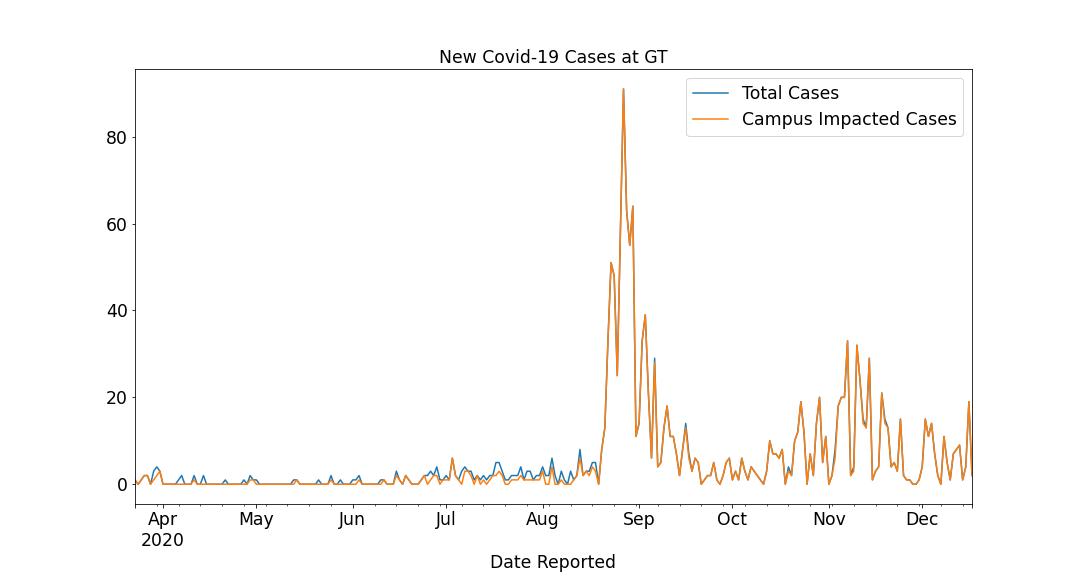 New Covid-19 Cases at GT
Total Cases
Campus Impacted Cases
80
60
40
20
0
Apr May Jun Jul Aug Sep Oct Nov Dec
2020
Date Reported